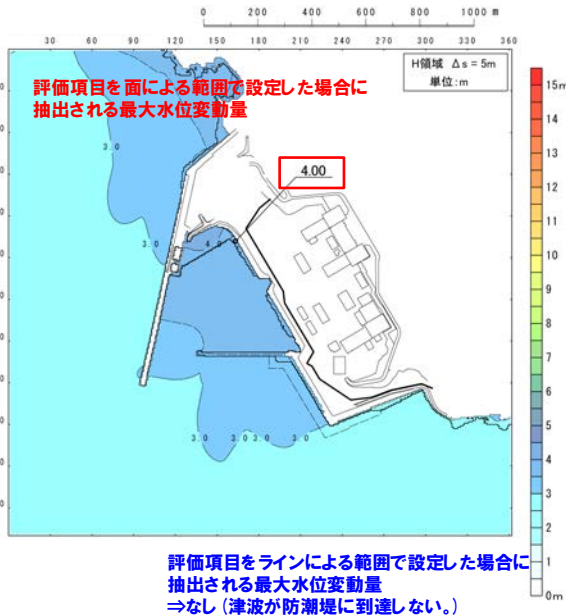 0 200 400 600 800 1000 m
30 60 90 120 150 180 210 240 270 300 330 360
H領域 Δs = 5m
単位:m
評価項目を面による範囲で設定した場合に
抽出される最大水位変動量
3.0
4.00
3.0
4.0
3.0 3.0 3.0
15m
14
13
12
11
10
9
8
7
6
5
4
3
2
1
0m
評価項目をラインによる範囲で設定した場合に
抽出される最大水位変動量
⇒なし（津波が防潮堤に到達しない。）